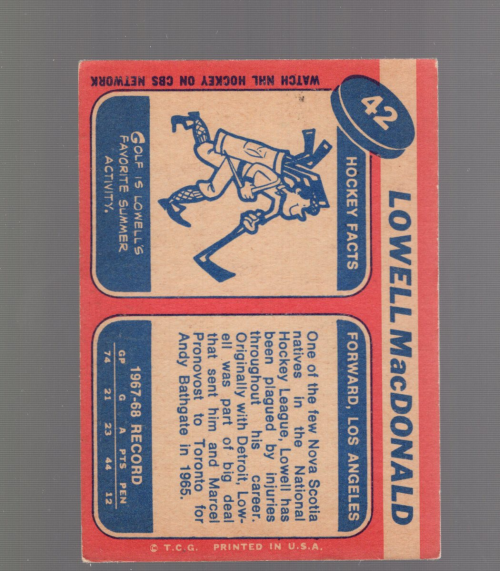 42
LOWELL MacDONALD
HOCKEY FACTS
GOLF IS LOWELL'S
FAVORITE SUMMER
ACTIVITY.
WATCH NHL HOCKEY ON CBS NETWORK
FORWARD, LOS ANGELES
One of the few Nova Scotia
natives in the National
Hockey League, Lowell has
been plagued by injuries
throughout his career.
Originally with Detroit, Low-
ell was part of big deal
that sent him and Marcel
Pronovost to Toronto for
Andy Bathgate in 1965.
1967-68 RECORD
GP G A PTS PEN
74 21 23 44 12
© T.C.G. PRINTED IN U.S.A.